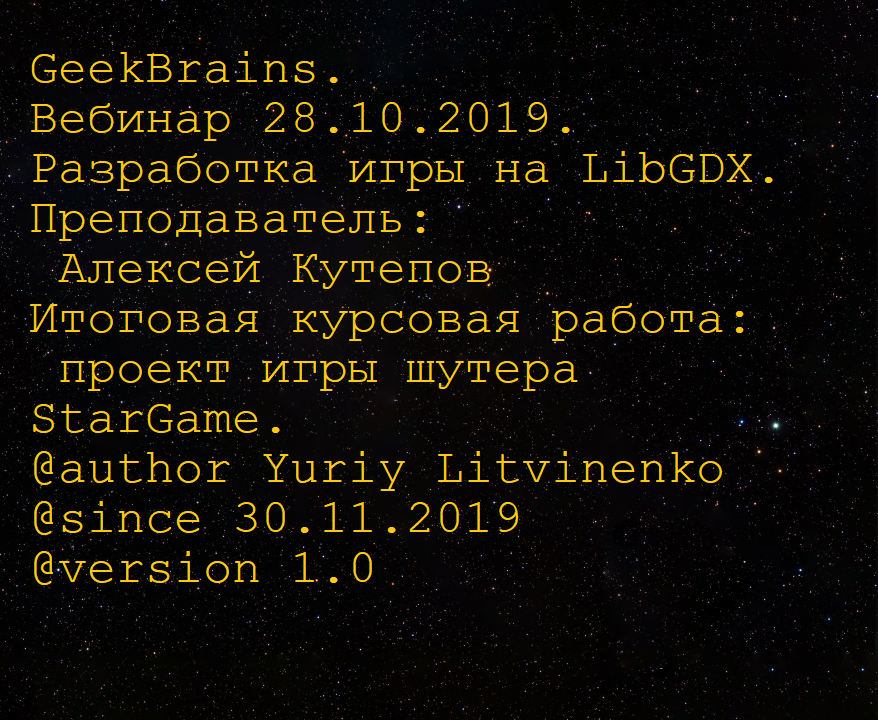 GeekBrains.
Вебинар 28.10.2019.
Разработка игры на LibGDX.
Преподаватель:
Алексей Кутепов
Итоговая курсовая работа:
проект игры шутера
StarGame.
@author Yuriy Litvinenko
@since 30.11.2019
@version 1.0